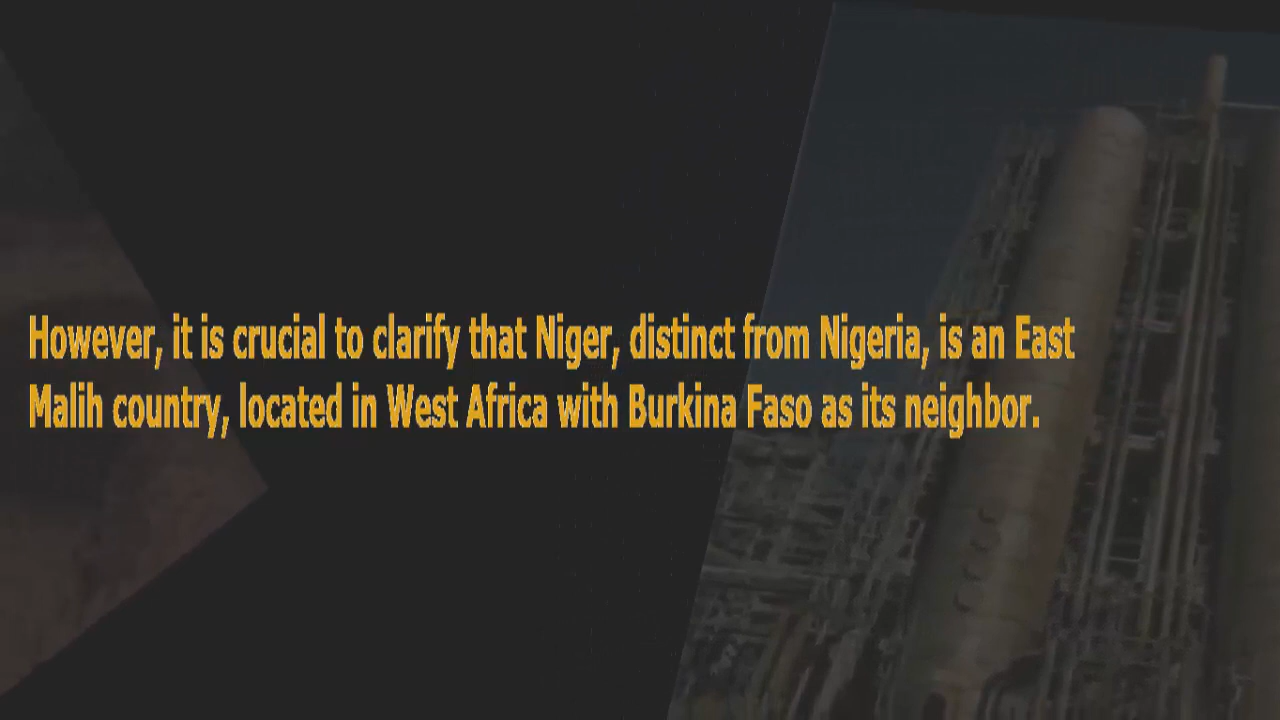 However, it is crucial to clarify that Niger, distinct from Nigeria, is an East
Malih country, located in West Africa with Burkina Faso as its neighbor.